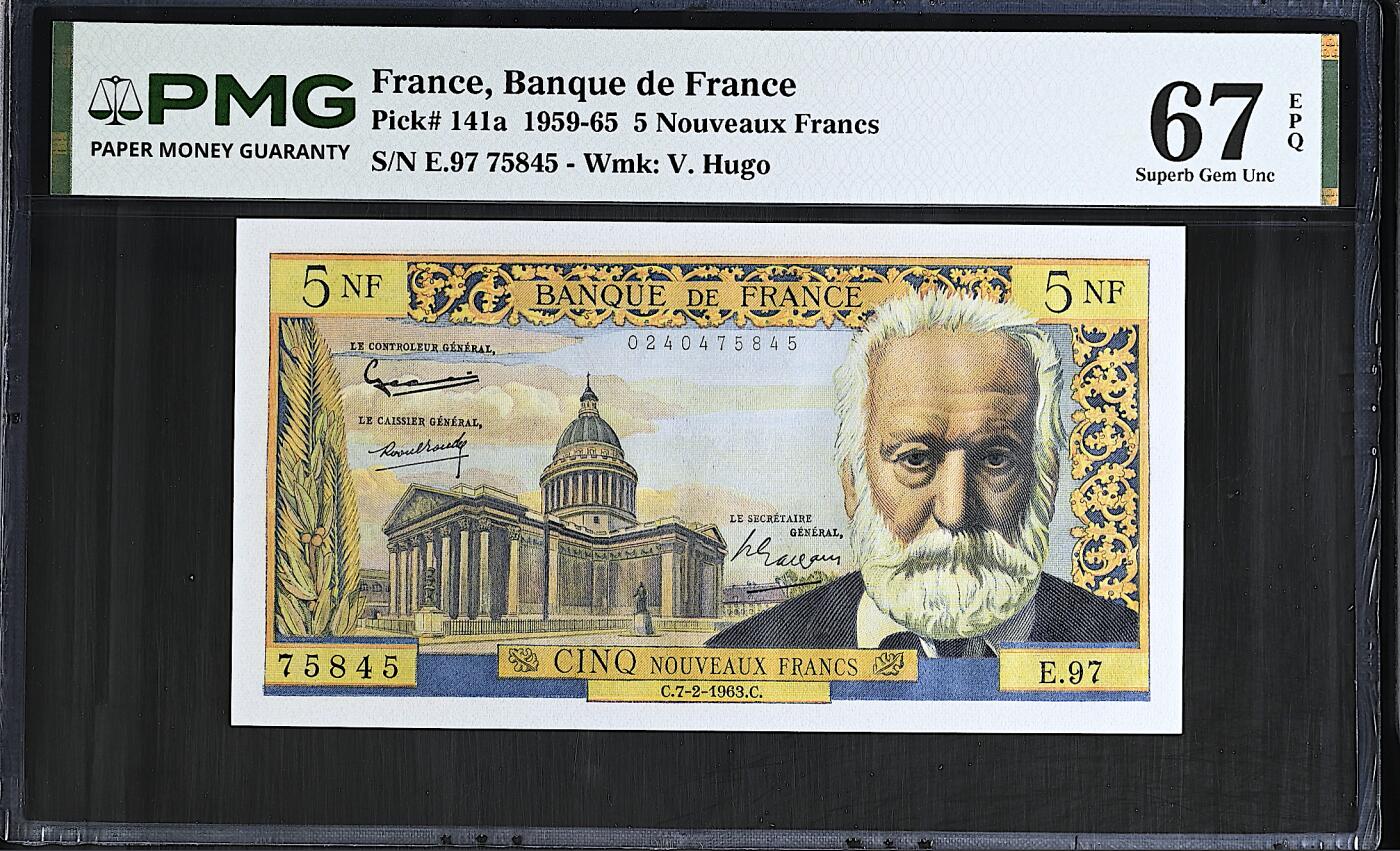 PMG
PAPER MONEY GUARANTY
France, Banque de France
Pick# 141a 1959-65 5 Nouveaux Francs
S/N E.97 75845 - Wmk: V. Hugo
67
EPQ
Superb Gem Unc
5 NF
BANQUE DE FRANCE
5 NF
0240475845
LE CONTROLEUR GÉNÉRAL,
LE CAISSIER GÉNÉRAL,
LE SECRÉTAIRE
GÉNÉRAL,
75845
CINQ NOUVEAUX FRANCS
E.97
C.7-2-1963.C.